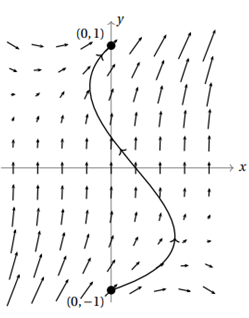 y
(0, 1)
x
(0, −1)